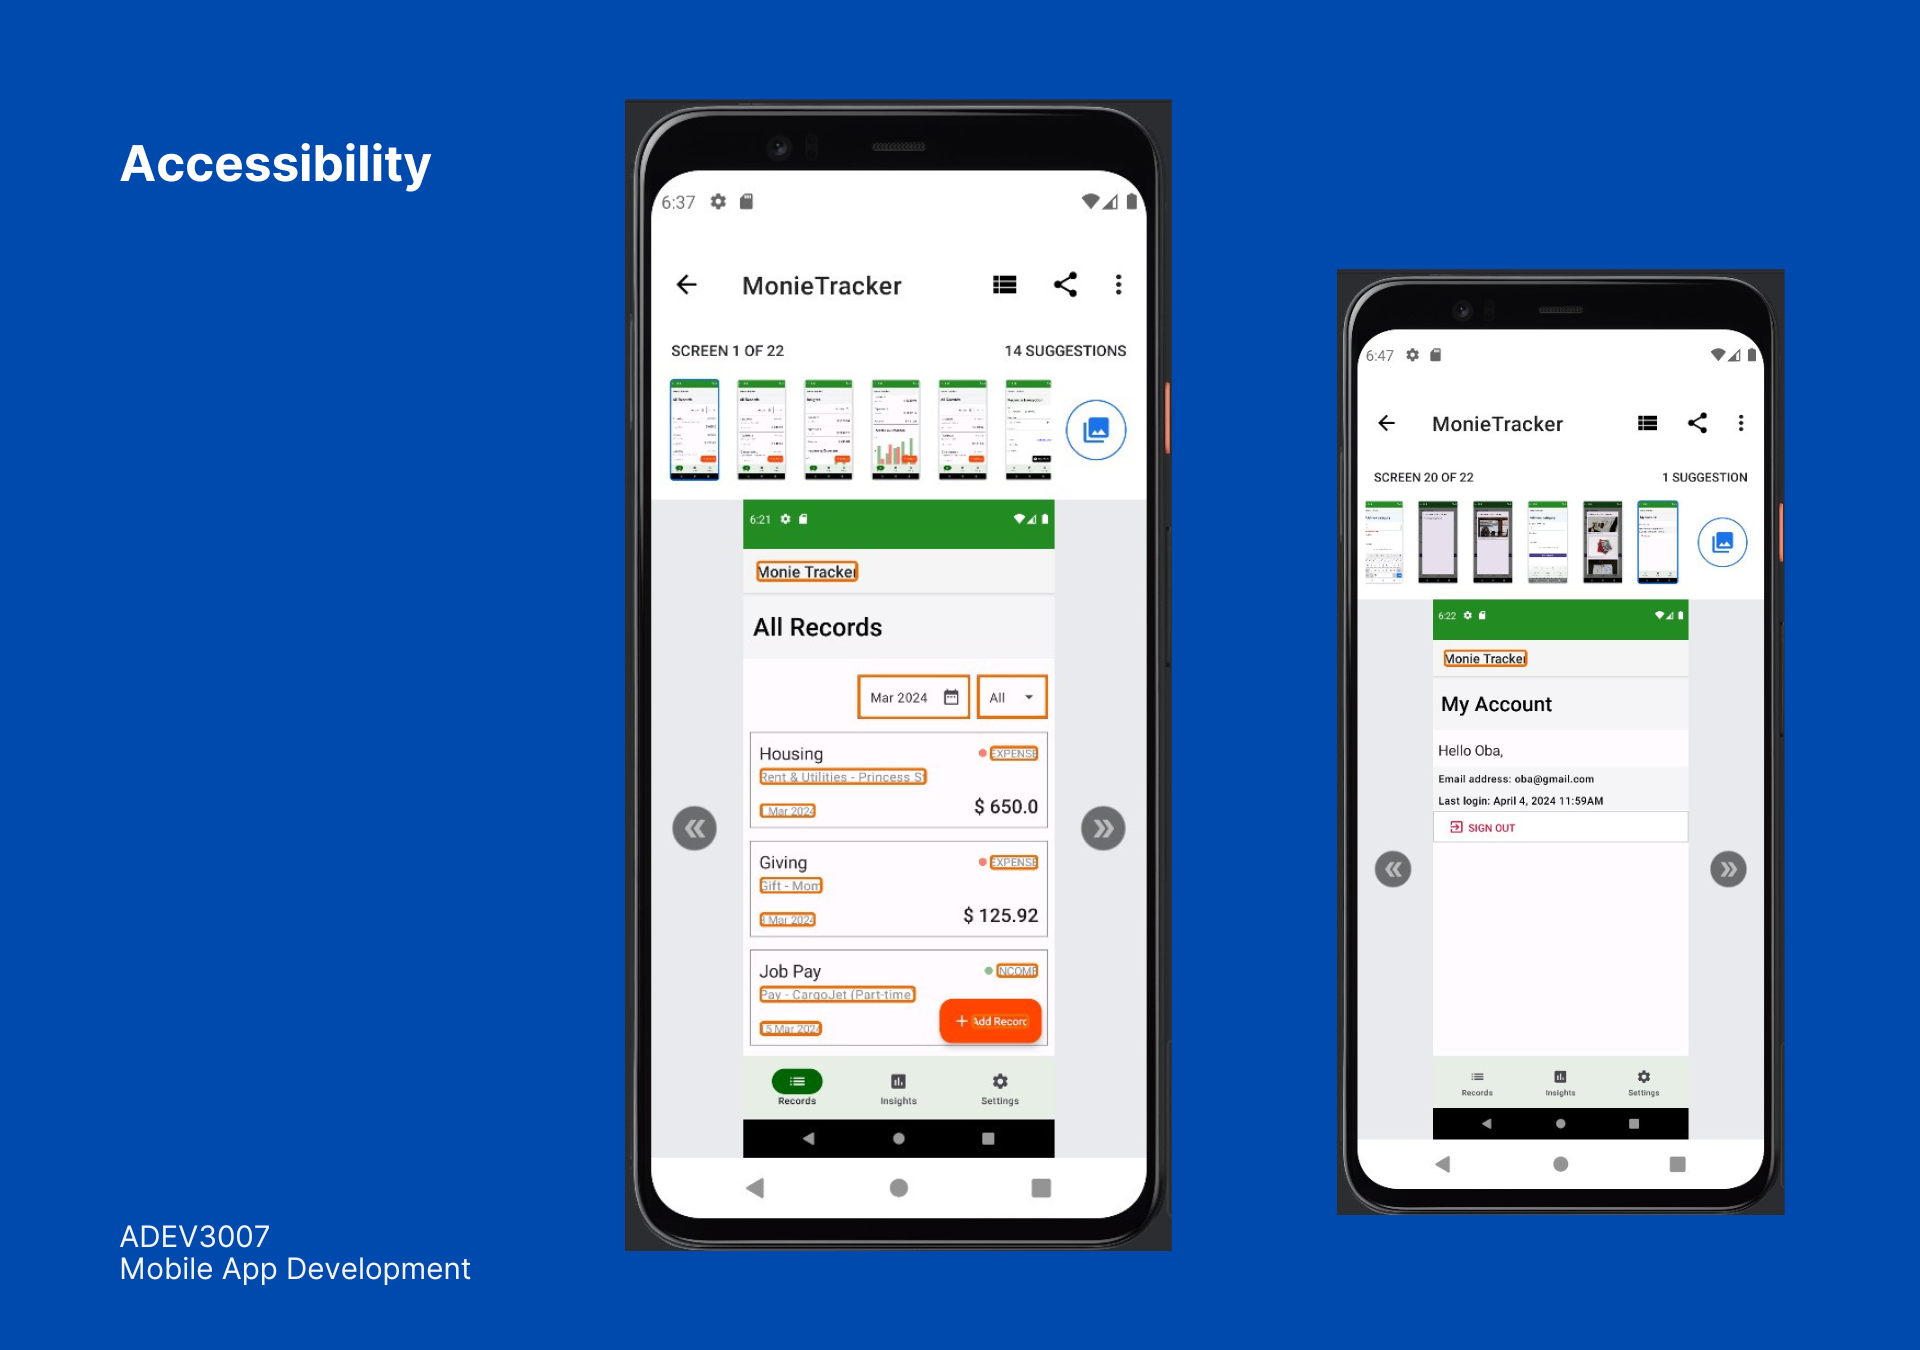 Accessibility
6:37
MonieTracker
SCREEN 1 OF 22
14 SUGGESTIONS
6:21
Monie Tracker
All Records
Mar 2024
All
Housing
EXPENSE
Rent & Utilities - Princess St
1 Mar 2024
$ 650.0
Giving
EXPENSE
Gift - Mom
Mar 2024
$ 125.92
Job Pay
INCOME
Pay - CargoJet (Part-time)
15 Mar 2024
+ Add Record
Records
Insights
Settings
6:47
MonieTracker
SCREEN 20 OF 22
1 SUGGESTION
6:22
Monie Tracker
My Account
Hello Oba,
Email address: oba@gmail.com
Last login: April 4, 2024 11:59AM
SIGN OUT
Records
Insights
Settings
ADEV3007
Mobile App Development